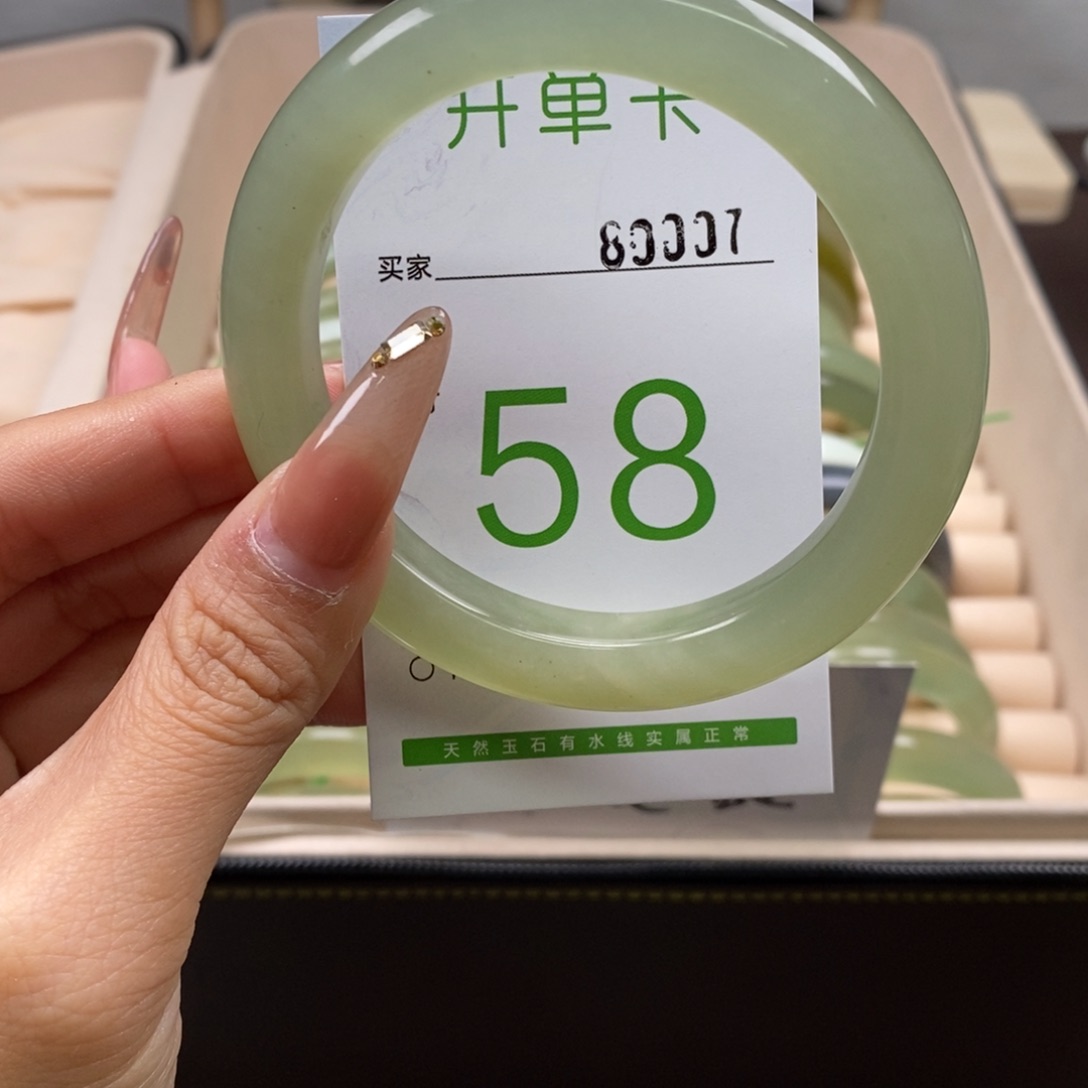 开单卡
买家 80007
58
天然玉石有水线实属正常